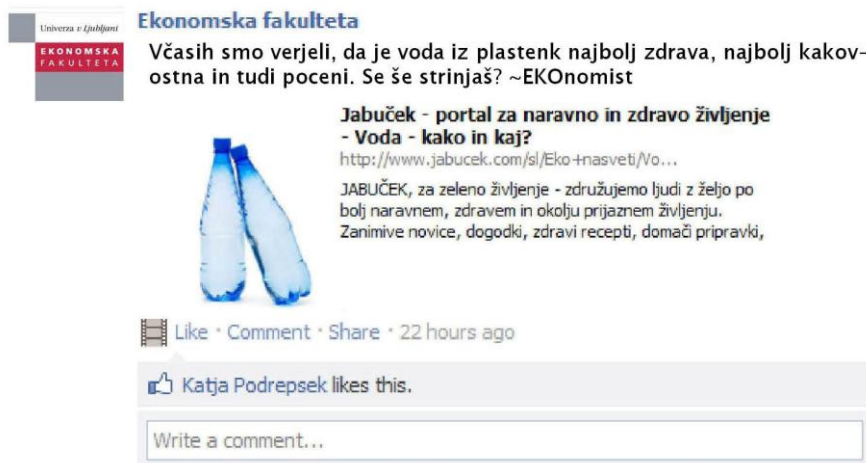 Univerza v Ljubljani
EKONOMSKA
FAKULTETA
Ekonomska fakulteta
Včasih smo verjeli, da je voda iz plastenk najbolj zdrava, najbolj kakov-
ostna in tudi poceni. Se še strinjaš? ~EKOnomist
Jabuček - portal za naravno in zdravo življenje
- Voda - kako in kaj?
http://www.jabucek.com/sl/Eko+nasveti/Vo...
JABUČEK, za zeleno življenje - združujemo ljudi z željo po
bolj naravnem, zdravem in okolju prijaznem življenju.
Zanimive novice, dogodki, zdravi recepti, domači pripravki,
Like · Comment · Share · 22 hours ago
Katja Podrepsek likes this.
Write a comment...